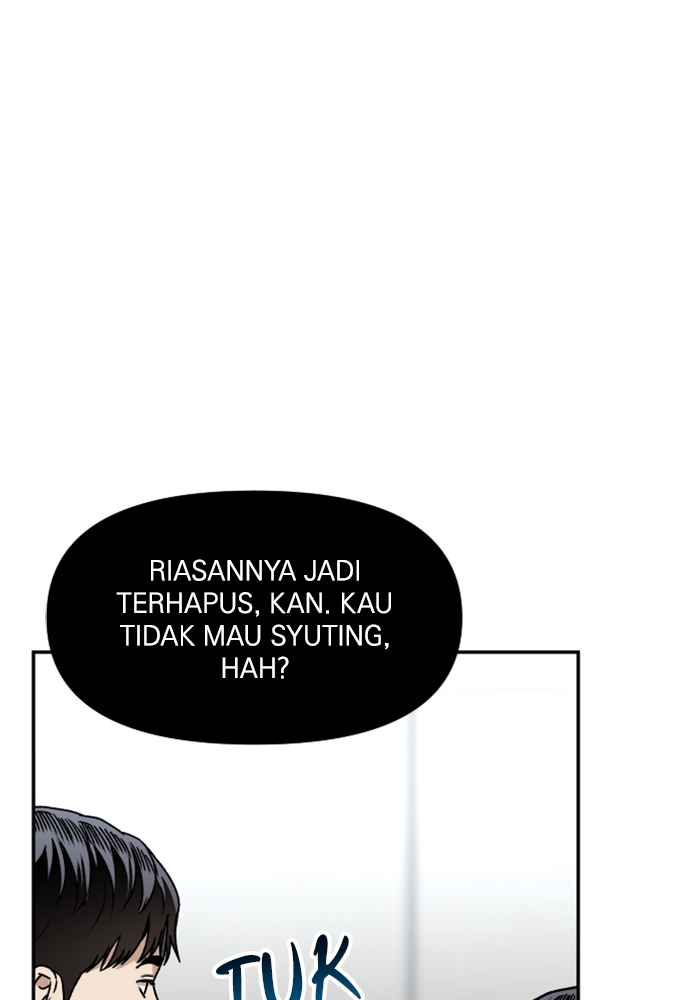 RIASANNYA JADI
TERHAPUS, KAN. KAU
TIDAK MAU SYUTING,
HAH?
TUK